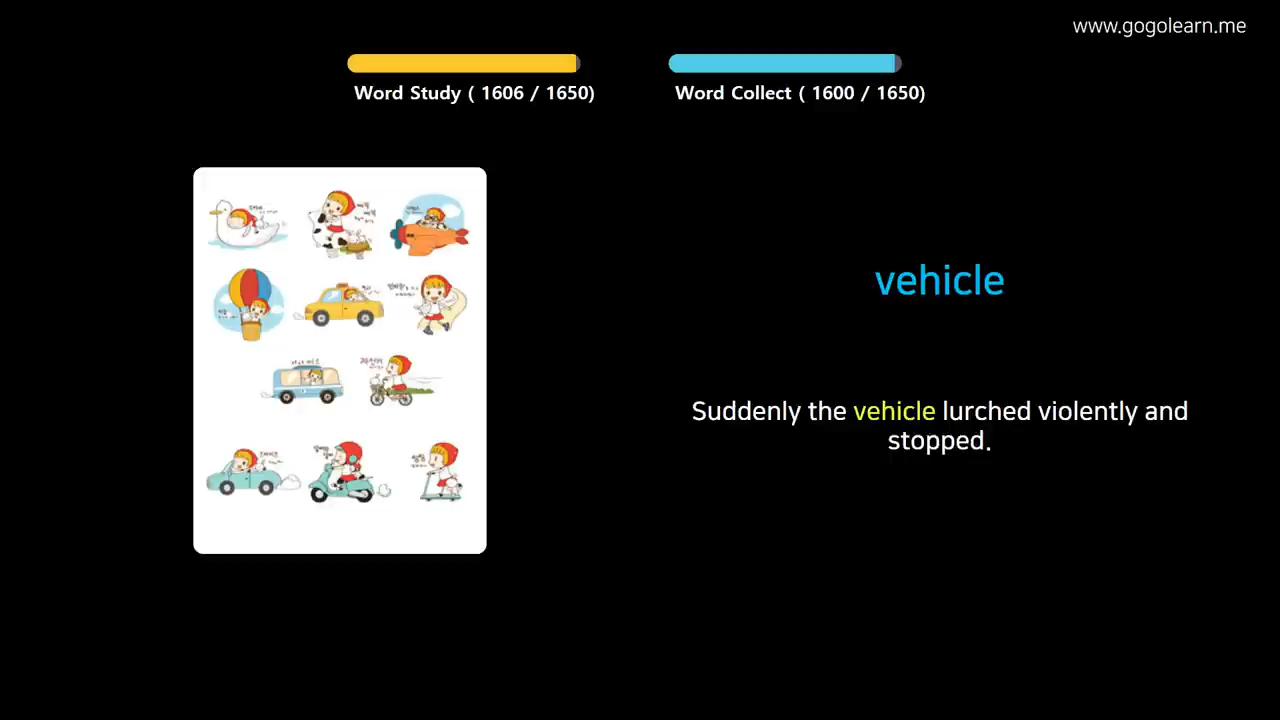 www.gogolearn.me
Word Study ( 1606 / 1650)
Word Collect ( 1600 / 1650)
vehicle
Suddenly the vehicle lurched violently and
stopped.